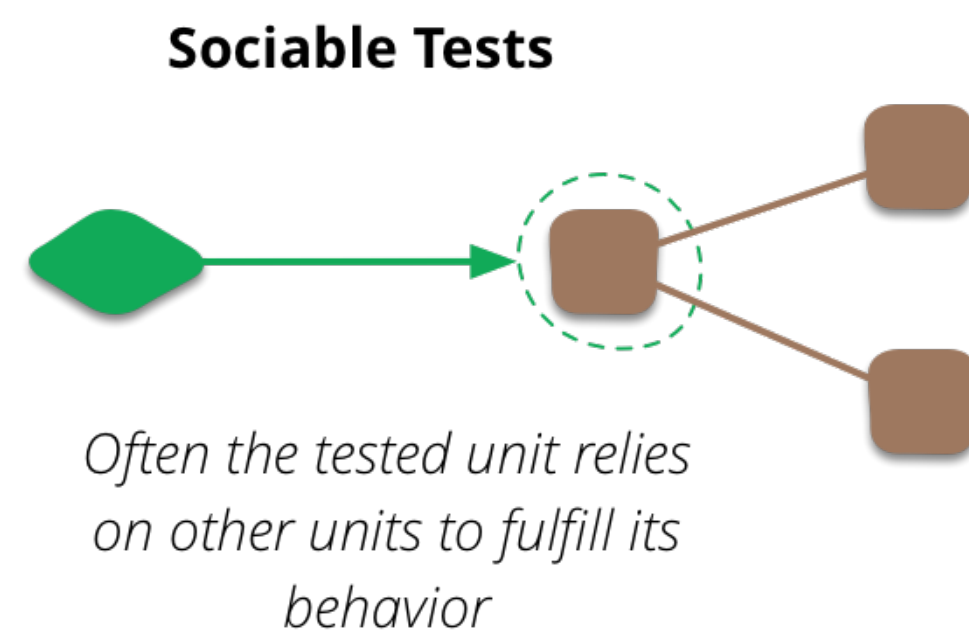 Sociable Tests
Often the tested unit relies
on other units to fulfill its
behavior